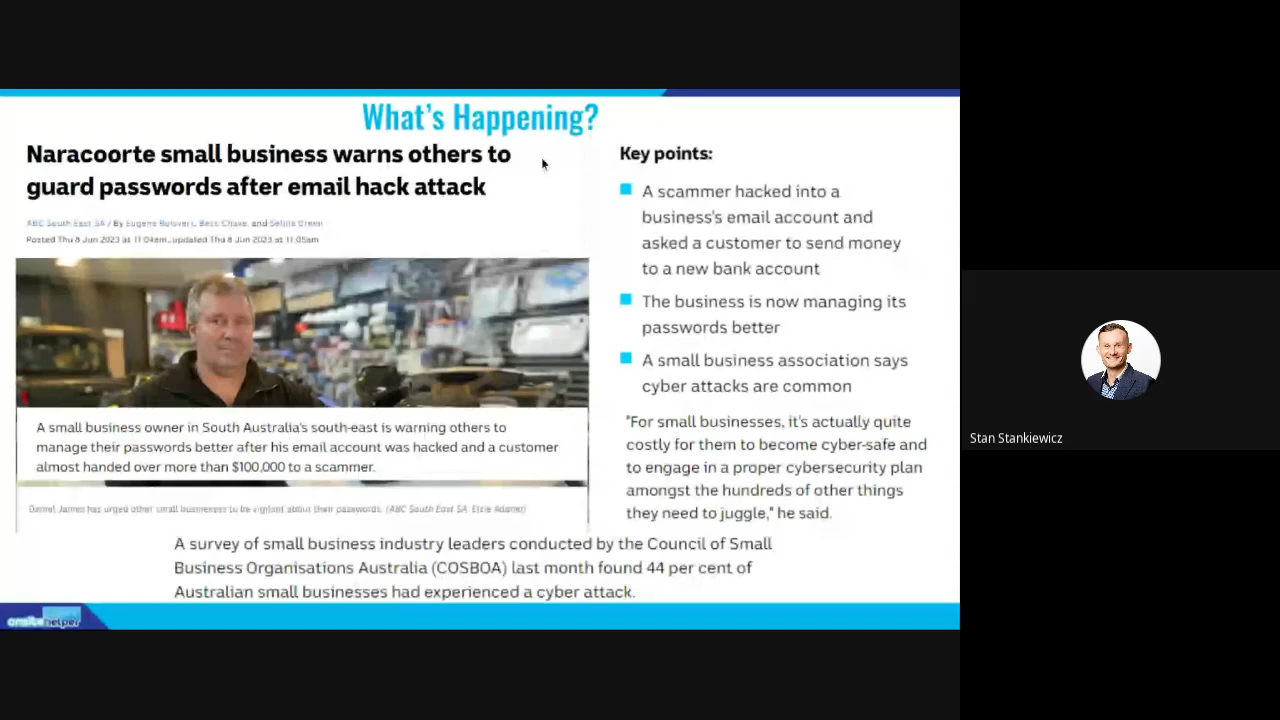 What's Happening?
Naracoorte small business warns others to
guard passwords after email hack attack
ABC South East SA / By Eugene Boisvert, Bess Chase, and Selina Green
Posted Thu 8 Jun 2023 at 11:04am, updated Thu 8 Jun 2023 at 11:05am
A small business owner in South Australia's south-east is warning others to
manage their passwords better after his email account was hacked and a customer
almost handed over more than $100,000 to a scammer.
Daniel James has urged other small businesses to be vigilant about their passwords. (ABC South East SA: Elsie Adamo)
Key points:
A scammer hacked into a
business's email account and
asked a customer to send money
to a new bank account
The business is now managing its
passwords better
A small business association says
cyber attacks are common
"For small businesses, it's actually quite
costly for them to become cyber-safe and
to engage in a proper cybersecurity plan
amongst the hundreds of other things
they need to juggle," he said.
A survey of small business industry leaders conducted by the Council of Small
Business Organisations Australia (COSBOA) last month found 44 per cent of
Australian small businesses had experienced a cyber attack.
onsite helper
Stan Stankiewicz